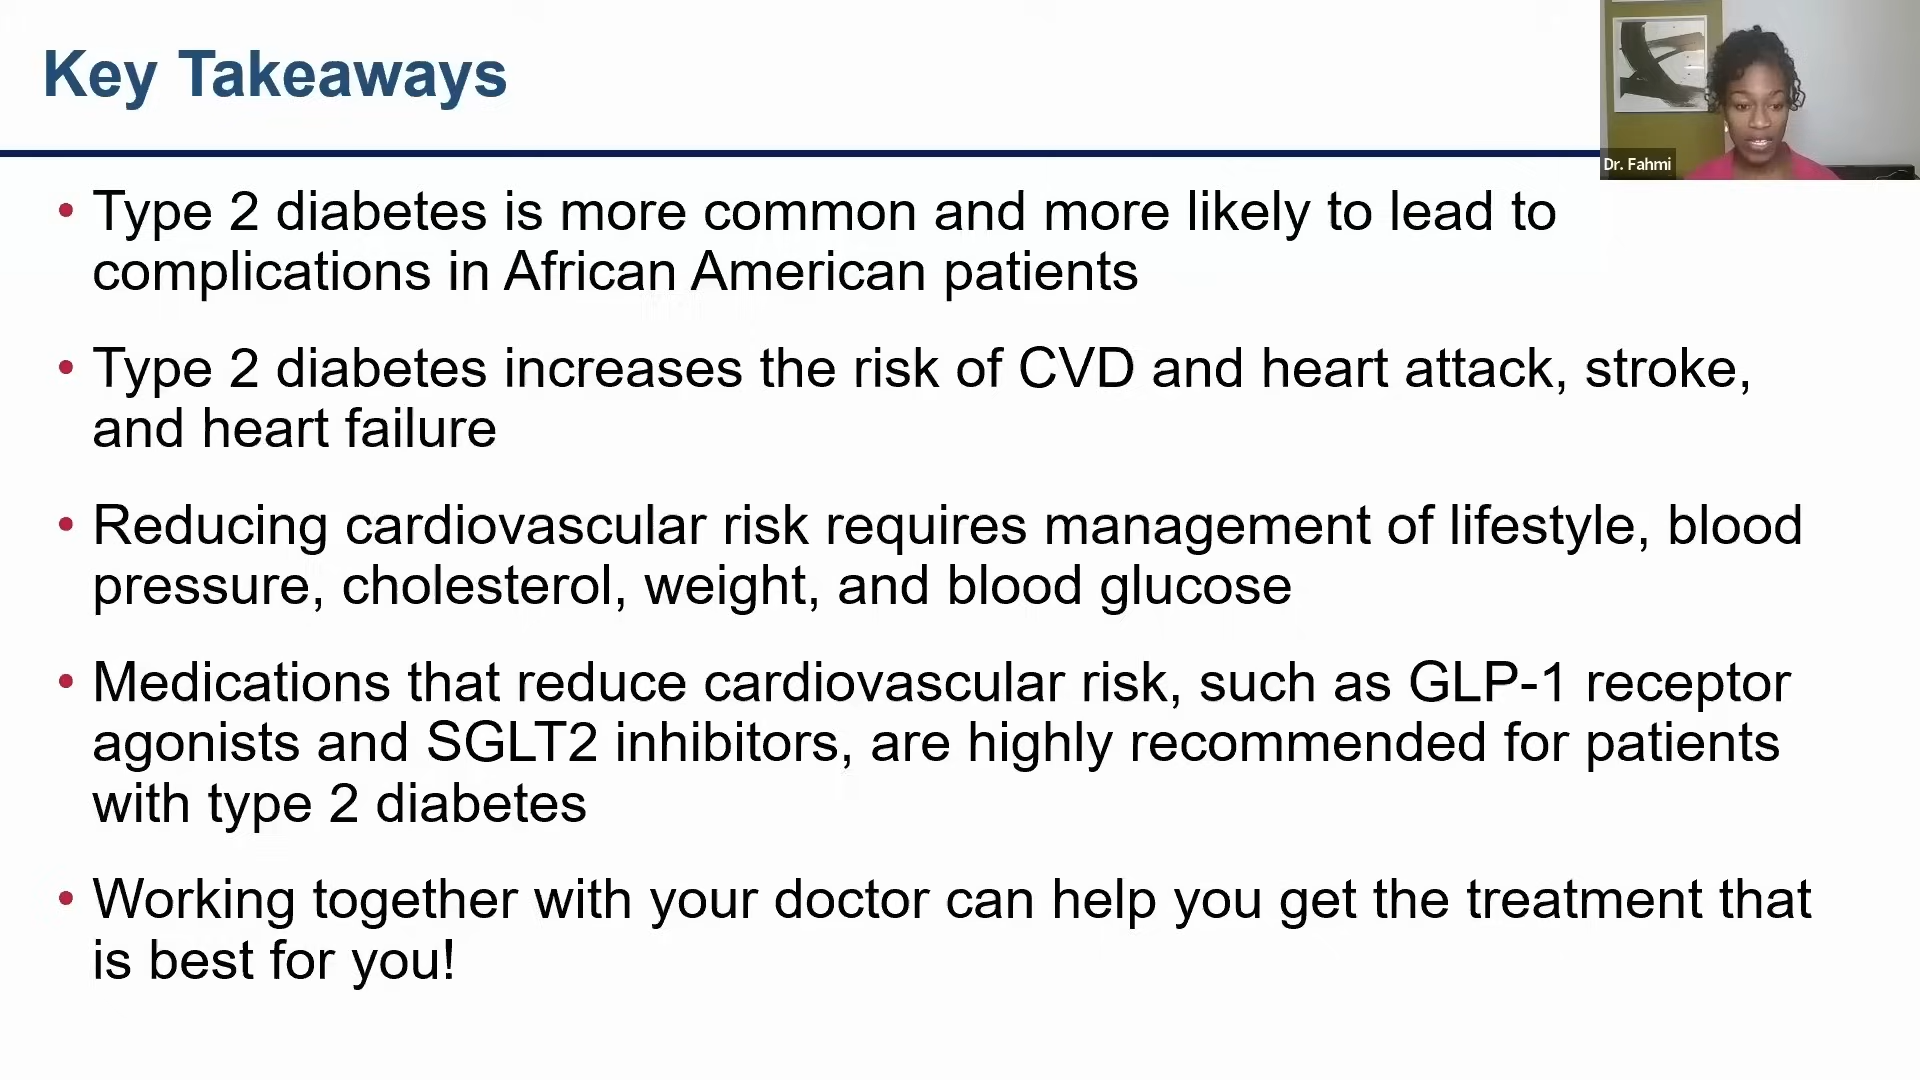 Key Takeaways
Dr. Fahmi
• Type 2 diabetes is more common and more likely to lead to
complications in African American patients
• Type 2 diabetes increases the risk of CVD and heart attack, stroke,
and heart failure
• Reducing cardiovascular risk requires management of lifestyle, blood
pressure, cholesterol, weight, and blood glucose
• Medications that reduce cardiovascular risk, such as GLP-1 receptor
agonists and SGLT2 inhibitors, are highly recommended for patients
with type 2 diabetes
• Working together with your doctor can help you get the treatment that
is best for you!